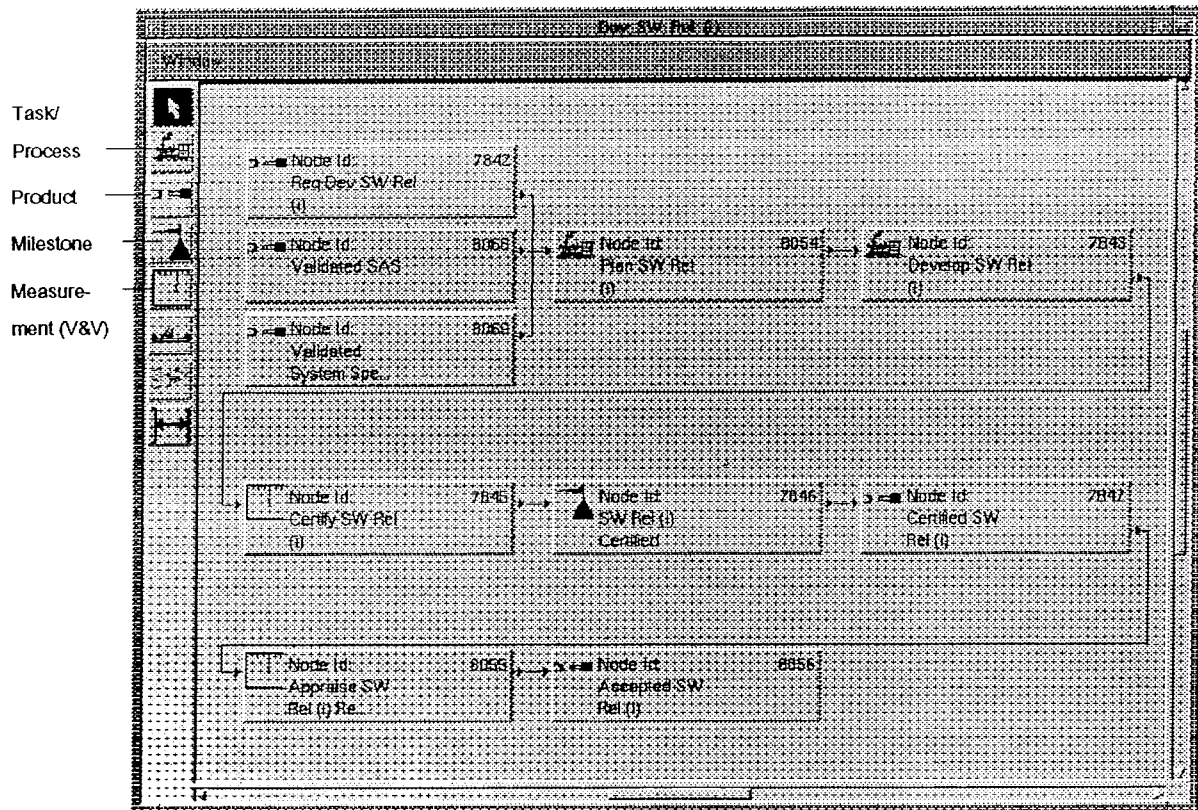 Dev SW Rel (i)
Window
Task/
Process
Product
Milestone
Measure-
ment (V&V)
Node Id: 7842
Req Dev SW Rel
(i)
Node Id: 8068
Validated SAS
Node Id: 8054
Plan SW Rel
(i)
Node Id: 7843
Develop SW Rel
(i)
Node Id: 8069
Validated
System Spe...
Node Id: 7845
Certify SW Rel
(i)
Node Id: 7846
SW Rel (i)
Certified
Node Id: 7847
Certified SW
Rel (i)
Node Id: 8055
Appraise SW
Rel (i) Re...
Node Id: 8056
Accepted SW
Rel (i)